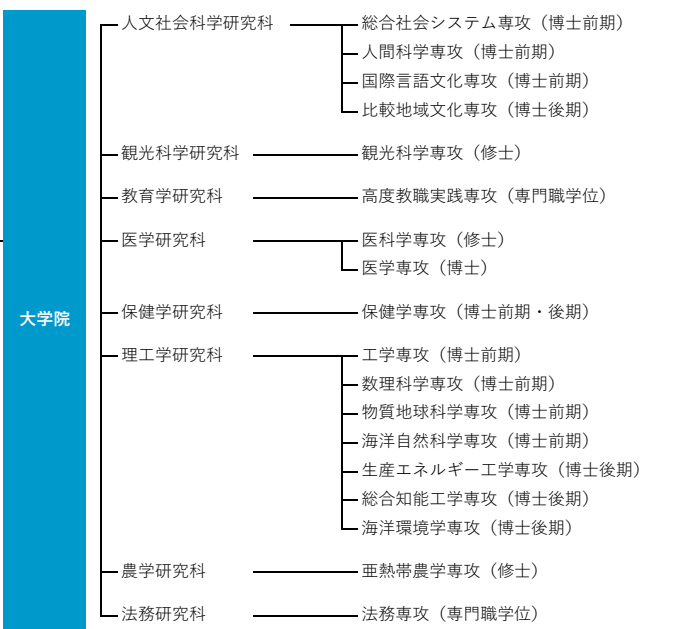 大学院
人文社会科学研究科
総合社会システム専攻（博士前期）
人間科学専攻（博士前期）
国際言語文化専攻（博士前期）
比較地域文化専攻（博士後期）
観光科学研究科
観光科学専攻（修士）
教育学研究科
高度教職実践専攻（専門職学位）
医学研究科
医科学専攻（修士）
医学専攻（博士）
保健学研究科
保健学専攻（博士前期・後期）
理工学研究科
工学専攻（博士前期）
数理科学専攻（博士前期）
物質地球科学専攻（博士前期）
海洋自然科学専攻（博士前期）
生産エネルギー工学専攻（博士後期）
総合知能工学専攻（博士後期）
海洋環境学専攻（博士後期）
農学研究科
亜熱帯農学専攻（修士）
法務研究科
法務専攻（専門職学位）